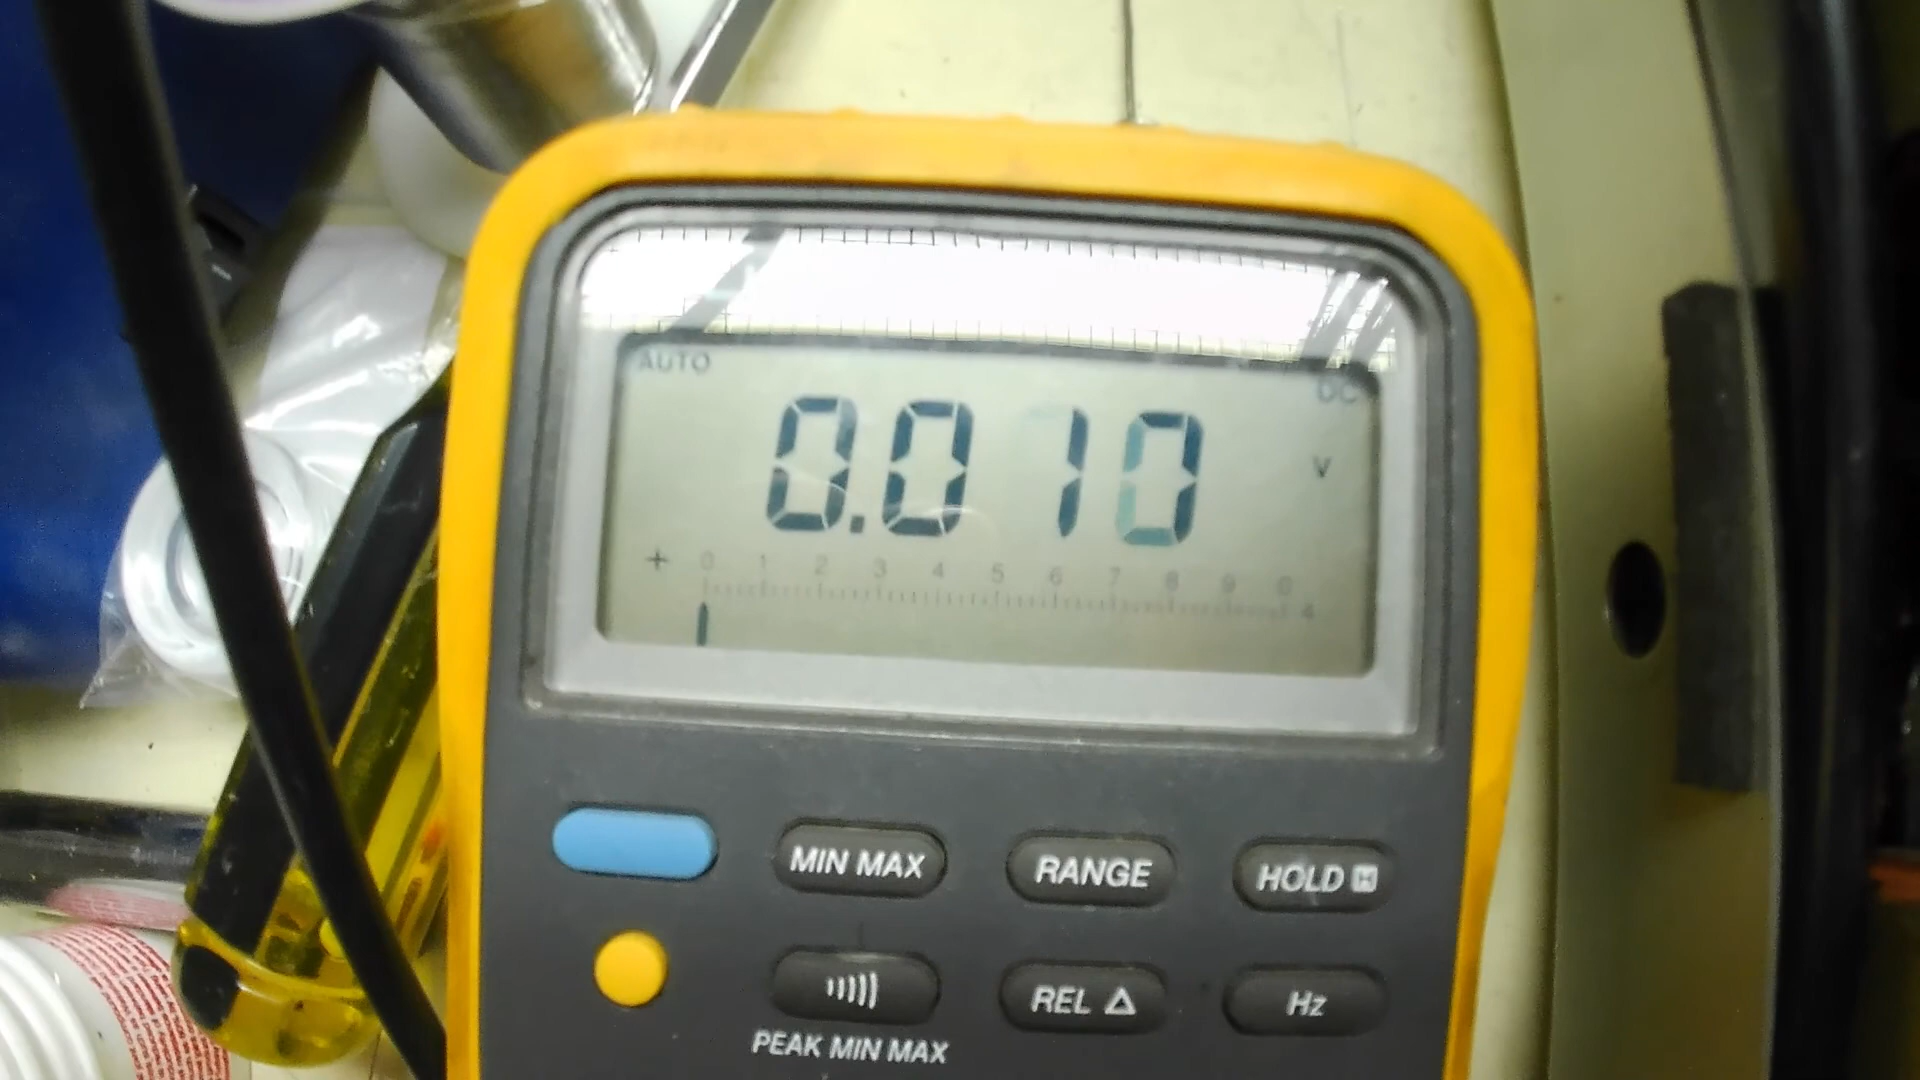 AUTO
DC
0.010
V
+ 0 1 2 3 4 5 6 7 8 9 0
4
MIN MAX
RANGE
HOLD H
REL Δ
Hz
PEAK MIN MAX